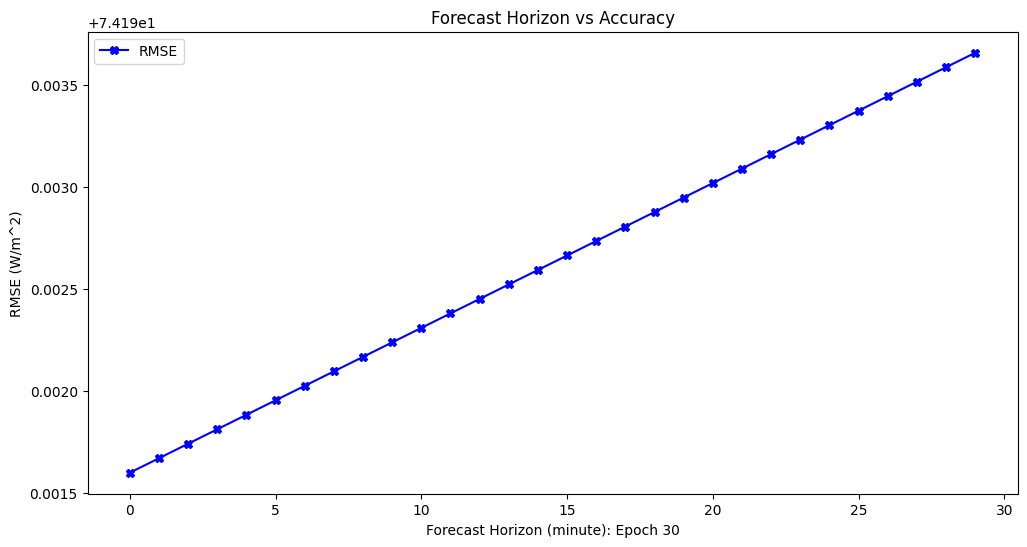 Forecast Horizon vs Accuracy
+7.419e1
RMSE
0.0035
0.0030
0.0025
0.0020
0.0015
RMSE (W/m^2)
0 5 10 15 20 25 30
Forecast Horizon (minute): Epoch 30